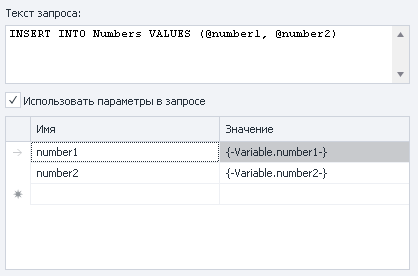 Текст запроса:
INSERT INTO Numbers VALUES (@number1, @number2)
Использовать параметры в запросе
Имя Значение
number1 {-Variable.number1-}
number2 {-Variable.number2-}